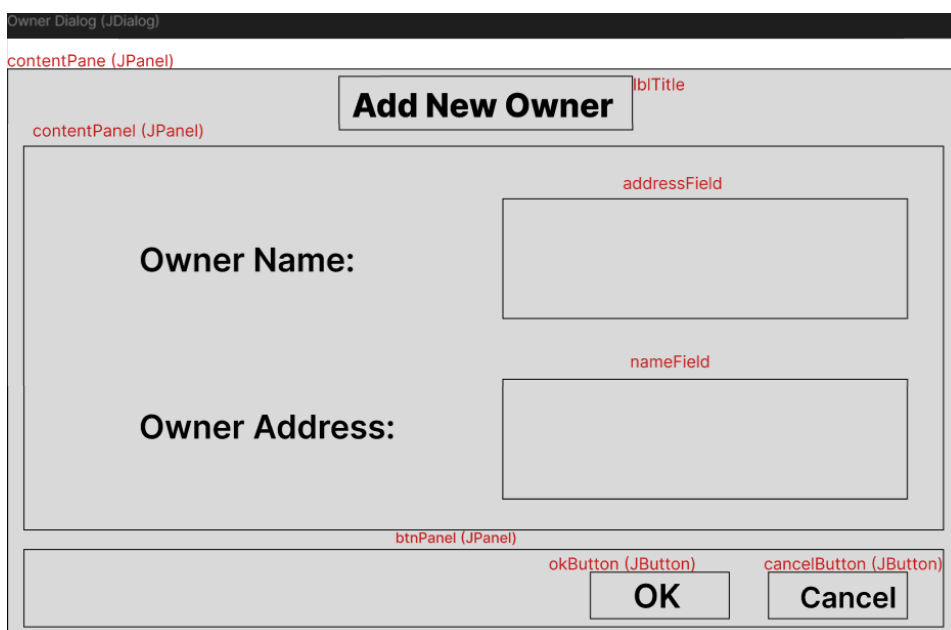 Owner Dialog (JDialog)
contentPane (JPanel)
lblTitle
Add New Owner
contentPanel (JPanel)
addressField
Owner Name:
nameField
Owner Address:
btnPanel (JPanel)
okButton (JButton) cancelButton (JButton)
OK Cancel